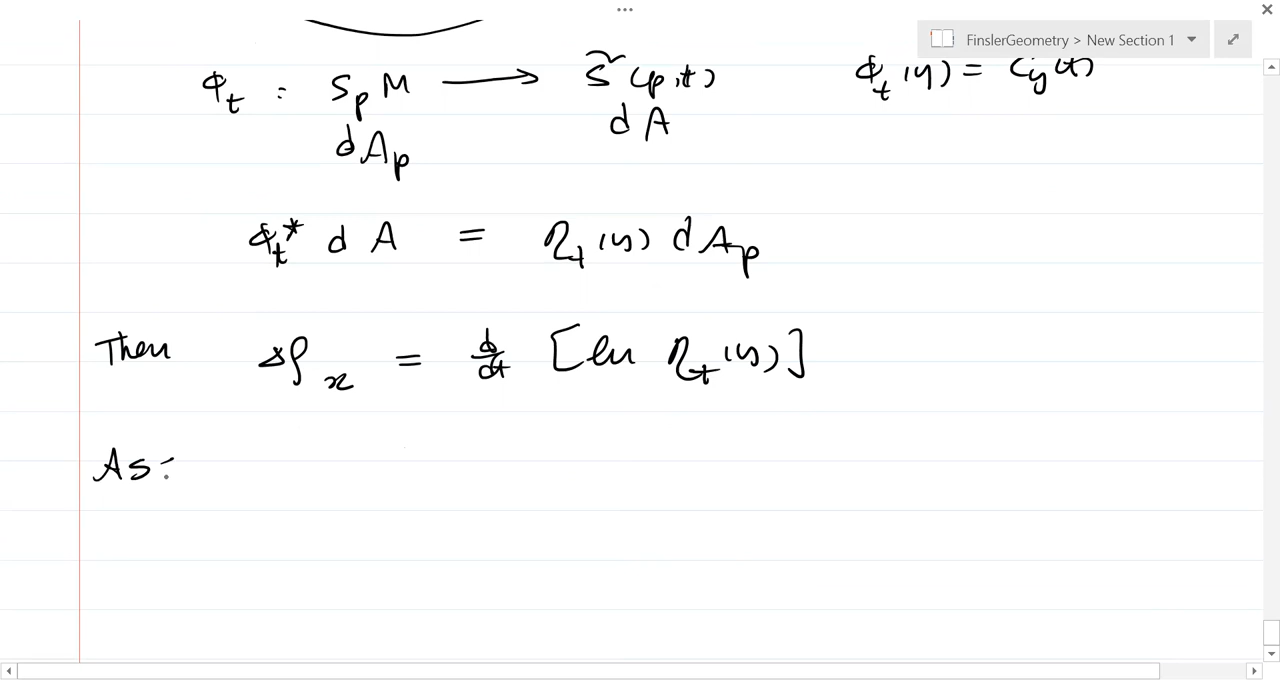 FinslerGeometry > New Section 1
φ_t : S_p M ⟶ S(p,t) φ_t(y) = C_y(t)
dA_p dA
φ_t* dA = η_t(y) dA_p
Then Δρ_x = d/dt [ln η_t(y)]
As: